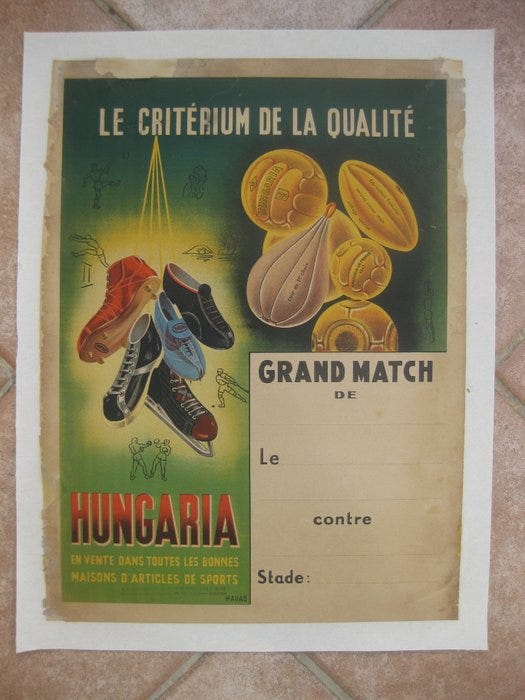 LE CRITÉRIUM DE LA QUALITÉ
HUNGARIA
GRAND MATCH
DE
Le
contre
Stade:
HUNGARIA
EN VENTE DANS TOUTES LES BONNES
MAISONS D'ARTICLES DE SPORTS
HAVAS